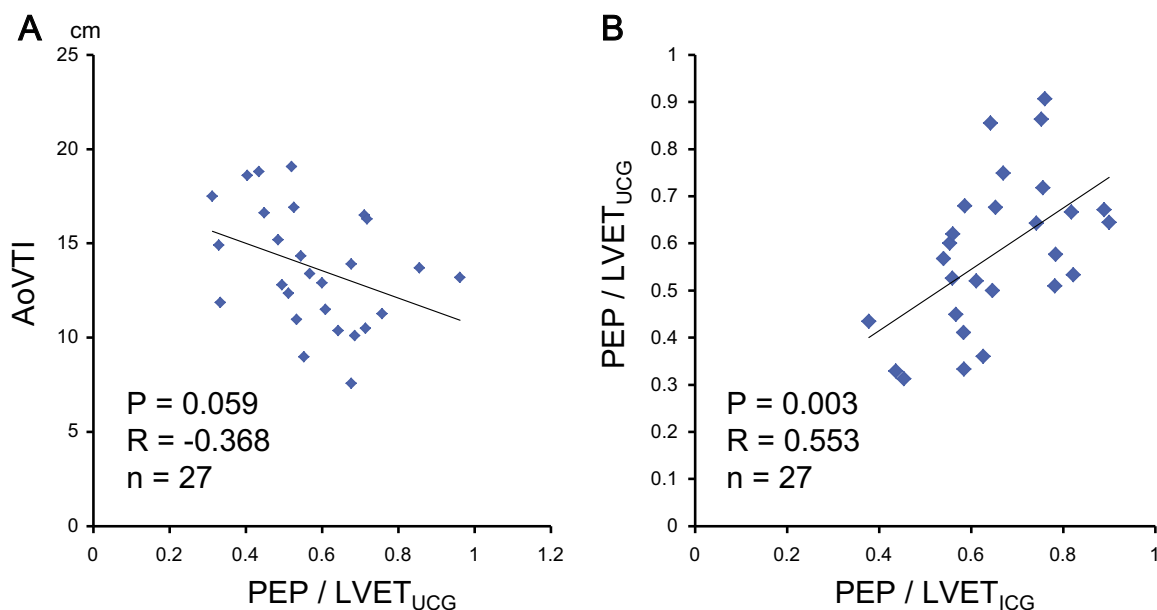 A
cm
25
20
15
10
5
0
AoVTI
P = 0.059
R = -0.368
n = 27
0 0.2 0.4 0.6 0.8 1 1.2
PEP / LVETUCG
B
1
0.9
0.8
0.7
0.6
0.5
0.4
0.3
0.2
0.1
0
PEP / LVETUCG
P = 0.003
R = 0.553
n = 27
0 0.2 0.4 0.6 0.8 1
PEP / LVETICG